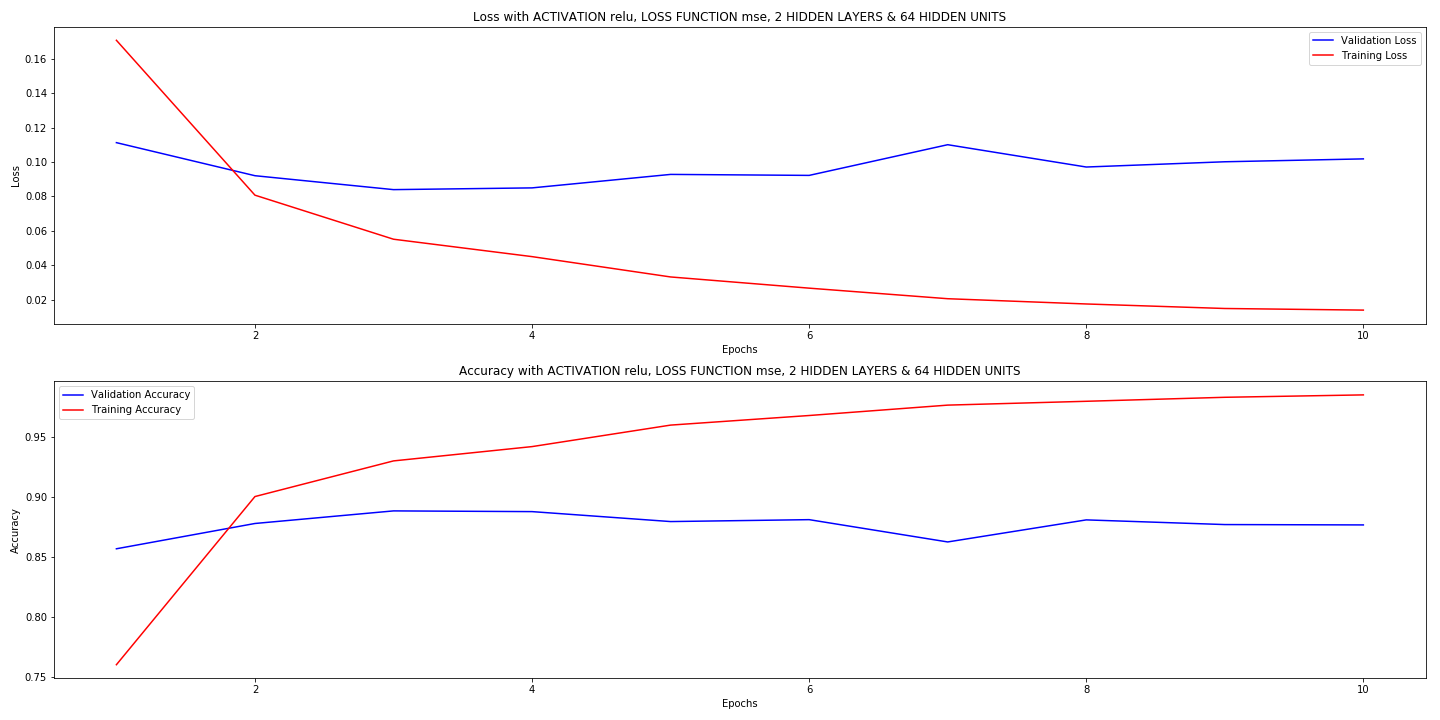 Loss with ACTIVATION relu, LOSS FUNCTION mse, 2 HIDDEN LAYERS & 64 HIDDEN UNITS
Validation Loss
Training Loss
0.16
0.14
0.12
0.10
0.08
0.06
0.04
0.02
Loss
2 4 6 8 10
Epochs
Accuracy with ACTIVATION relu, LOSS FUNCTION mse, 2 HIDDEN LAYERS & 64 HIDDEN UNITS
Validation Accuracy
Training Accuracy
0.95
0.90
0.85
0.80
0.75
Accuracy
2 4 6 8 10
Epochs